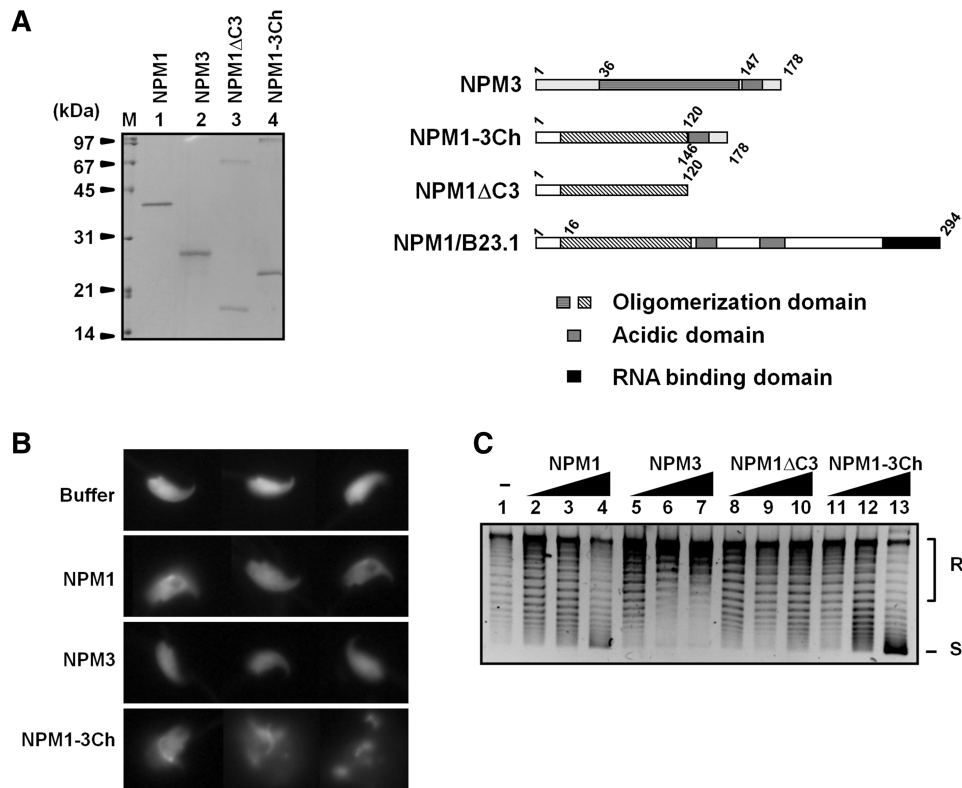 A
NPM1
NPM3
NPM1ΔC3
NPM1-3Ch
(kDa) M 1 2 3 4
97
67
45
31
21
14
1 36 147 178
NPM3
1 120
NPM1-3Ch
146 178
1 120
NPM1ΔC3
1 16 294
NPM1/B23.1
Oligomerization domain
Acidic domain
RNA binding domain
B
Buffer
NPM1
NPM3
NPM1-3Ch
C
NPM1 NPM3 NPM1ΔC3 NPM1-3Ch
–
1 2 3 4 5 6 7 8 9 10 11 12 13
R
S